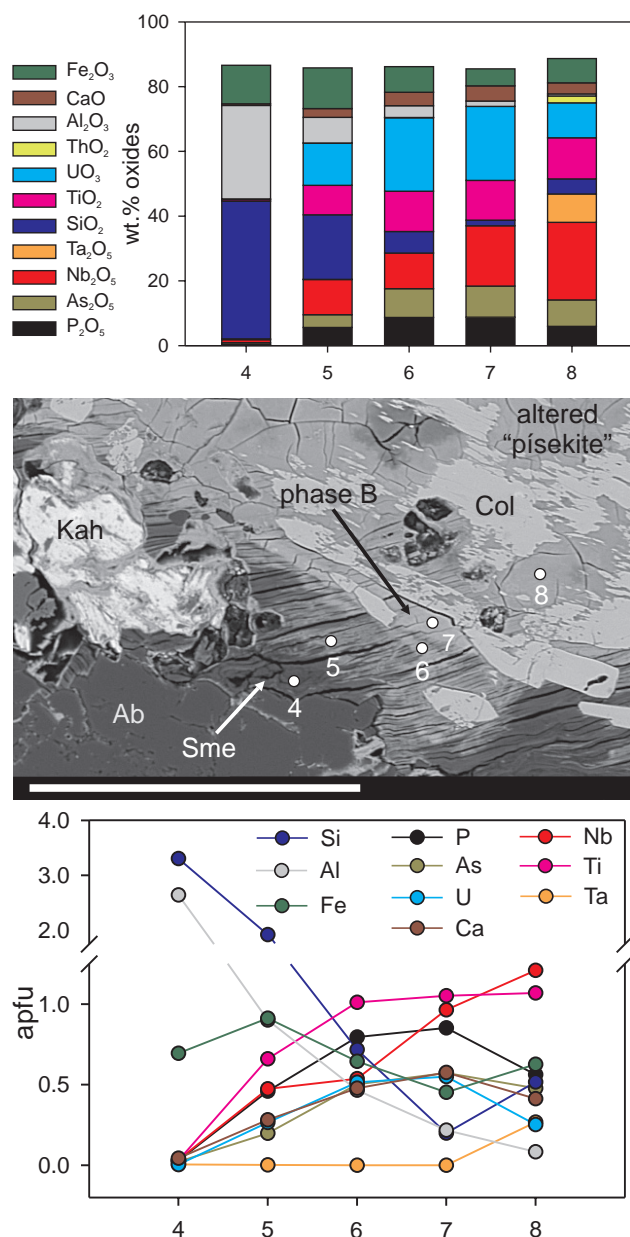 100
80
60
40
20
0
wt.% oxides
Fe₂O₃
CaO
Al₂O₃
ThO₂
UO₃
TiO₂
SiO₂
Ta₂O₅
Nb₂O₅
As₂O₅
P₂O₅
4 5 6 7 8
altered
“písekite”
phase B
Kah
Col
8
7
5
6
4
Ab
Sme
4.0
3.0
2.0
1.0
0.5
0.0
apfu
Si P Nb
Al As Ti
Fe U Ta
Ca
4 5 6 7 8